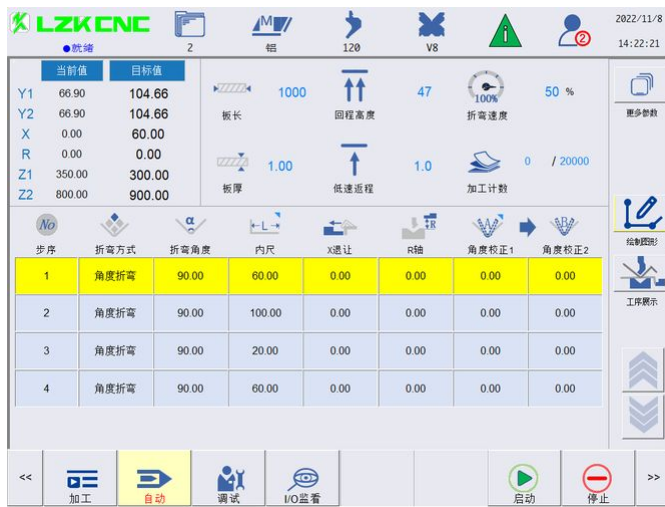 LZK CNC
●就绪
2
M
铝
120
V8
2
2022/11/8
14:22:21
当前值 目标值
Y1 66.90 104.66
Y2 66.90 104.66
X 0.00 60.00
R 0.00 0.00
Z1 350.00 300.00
Z2 800.00 900.00
板长 1000
回程高度 47
100%
折弯速度 50 %
更多参数
板厚 1.00
低速返程 1.0
加工计数 0 / 20000
No α L R
步序 折弯方式 折弯角度 内尺 X退让 R轴 角度校正1 角度校正2
1 角度折弯 90.00 60.00 0.00 0.00 0.00 0.00
2 角度折弯 90.00 100.00 0.00 0.00 0.00 0.00
3 角度折弯 90.00 20.00 0.00 0.00 0.00 0.00
4 角度折弯 90.00 60.00 0.00 0.00 0.00 0.00
绘制图形
工序展示
<< 加工 自动 调试 I/O监看 启动 停止 >>